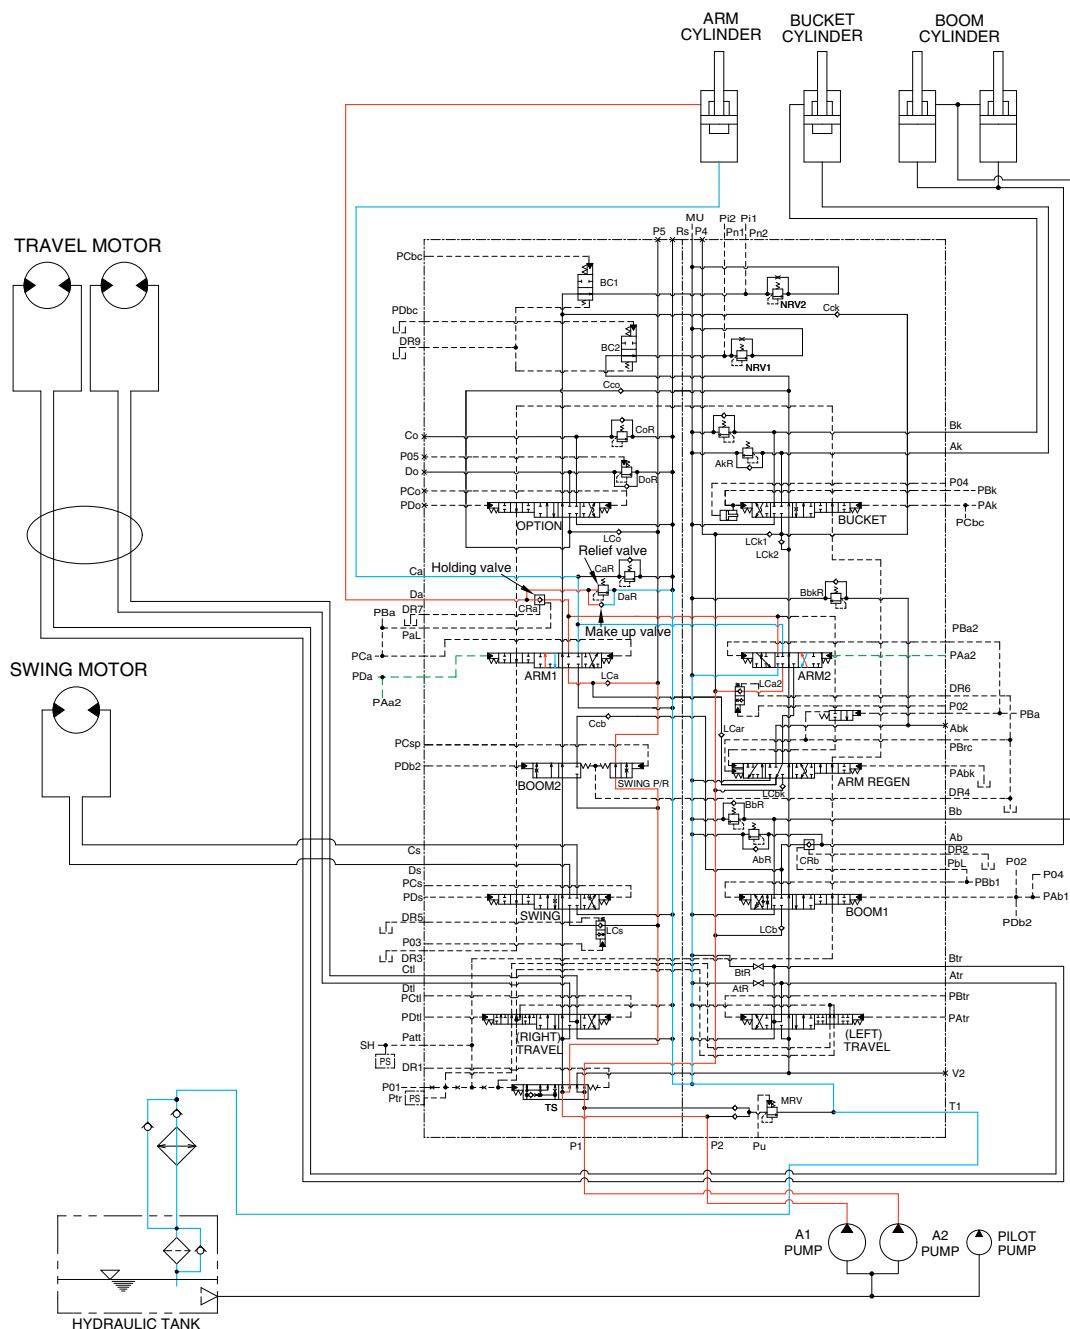 ARM
CYLINDER
BUCKET
CYLINDER
BOOM
CYLINDER
TRAVEL MOTOR
SWING MOTOR
MU
Pi2 Pi1
P5 Rs P4 Pn1 Pn2
PCbc
BC1
NRV2
Cck
PDbc
DR9
BC2
NRV1
Cco
Co
CoR
Bk
P05
Do
DoR
AkR
Ak
PCo
PDo
OPTION
P04
PBk
PAk
PCbc
BUCKET
LCo
LCk1
LCk2
Relief valve
Holding valve
Ca
CaR
Da
DaR
CRa
BbkR
PBa
DR7
PaL
Make up valve
PBa2
PCa
PDa
PAa2
ARM1
ARM2
PAa2
LCa
LCa2
DR6
P02
PBa
Ccb
LCar
Abk
PCsp
PBrc
PDb2
BOOM2
SWING P/R
ARM REGEN
PAbk
LCbk
DR4
BbR
Bb
AbR
CRb
Ab
DR2
PbL
Cs
Ds
PCs
PDs
SWING
BOOM1
PBb1
P02
P04
PAb1
PDb2
DR5
LCs
LCb
P03
DR3
Ctl
BtR
AtR
Btr
Atr
Dtl
PCtl
PDtl
PBtr
PAtr
Patt
(RIGHT)
TRAVEL
(LEFT)
TRAVEL
SH
PS
DR1
P01
Ptr
PS
TS
V2
MRV
T1
P1
P2
Pu
A1
PUMP
A2
PUMP
PILOT
PUMP
HYDRAULIC TANK